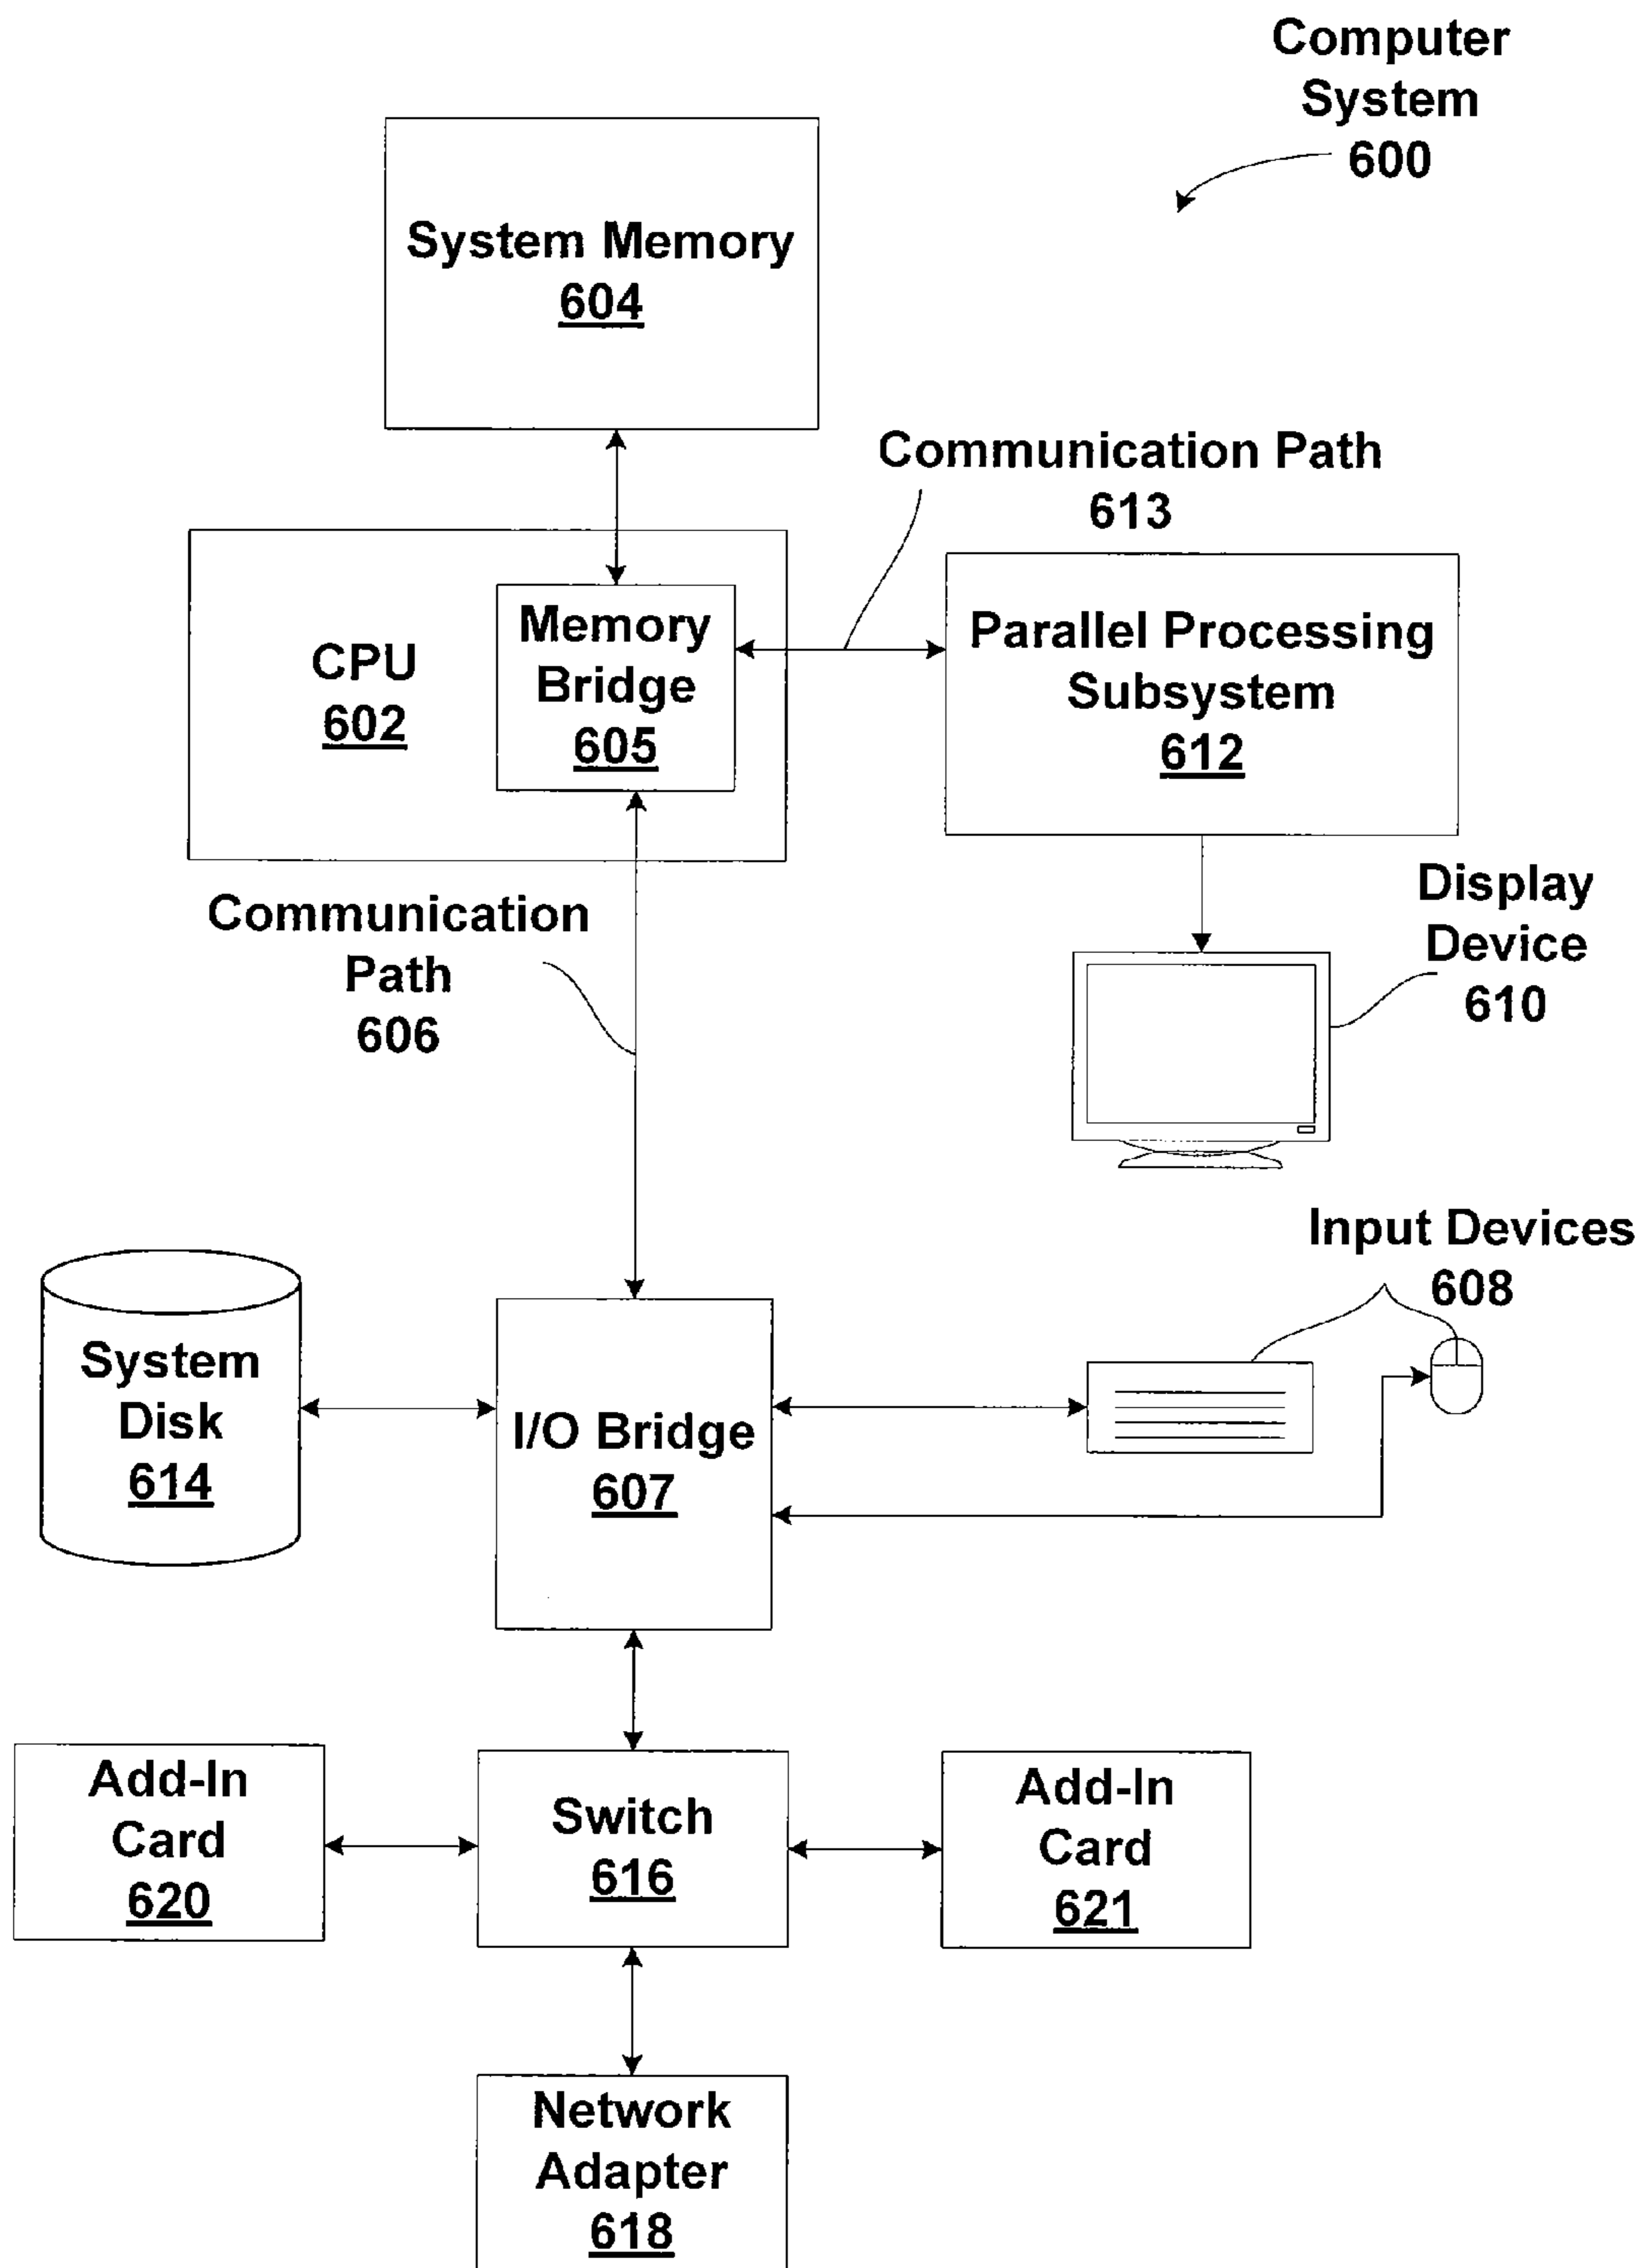 Computer
System
600
System Memory
604
Communication Path
613
CPU
602
Memory
Bridge
605
Parallel Processing
Subsystem
612
Communication
Path
606
Display
Device
610
Input Devices
608
System
Disk
614
I/O Bridge
607
Add-In
Card
620
Switch
616
Add-In
Card
621
Network
Adapter
618